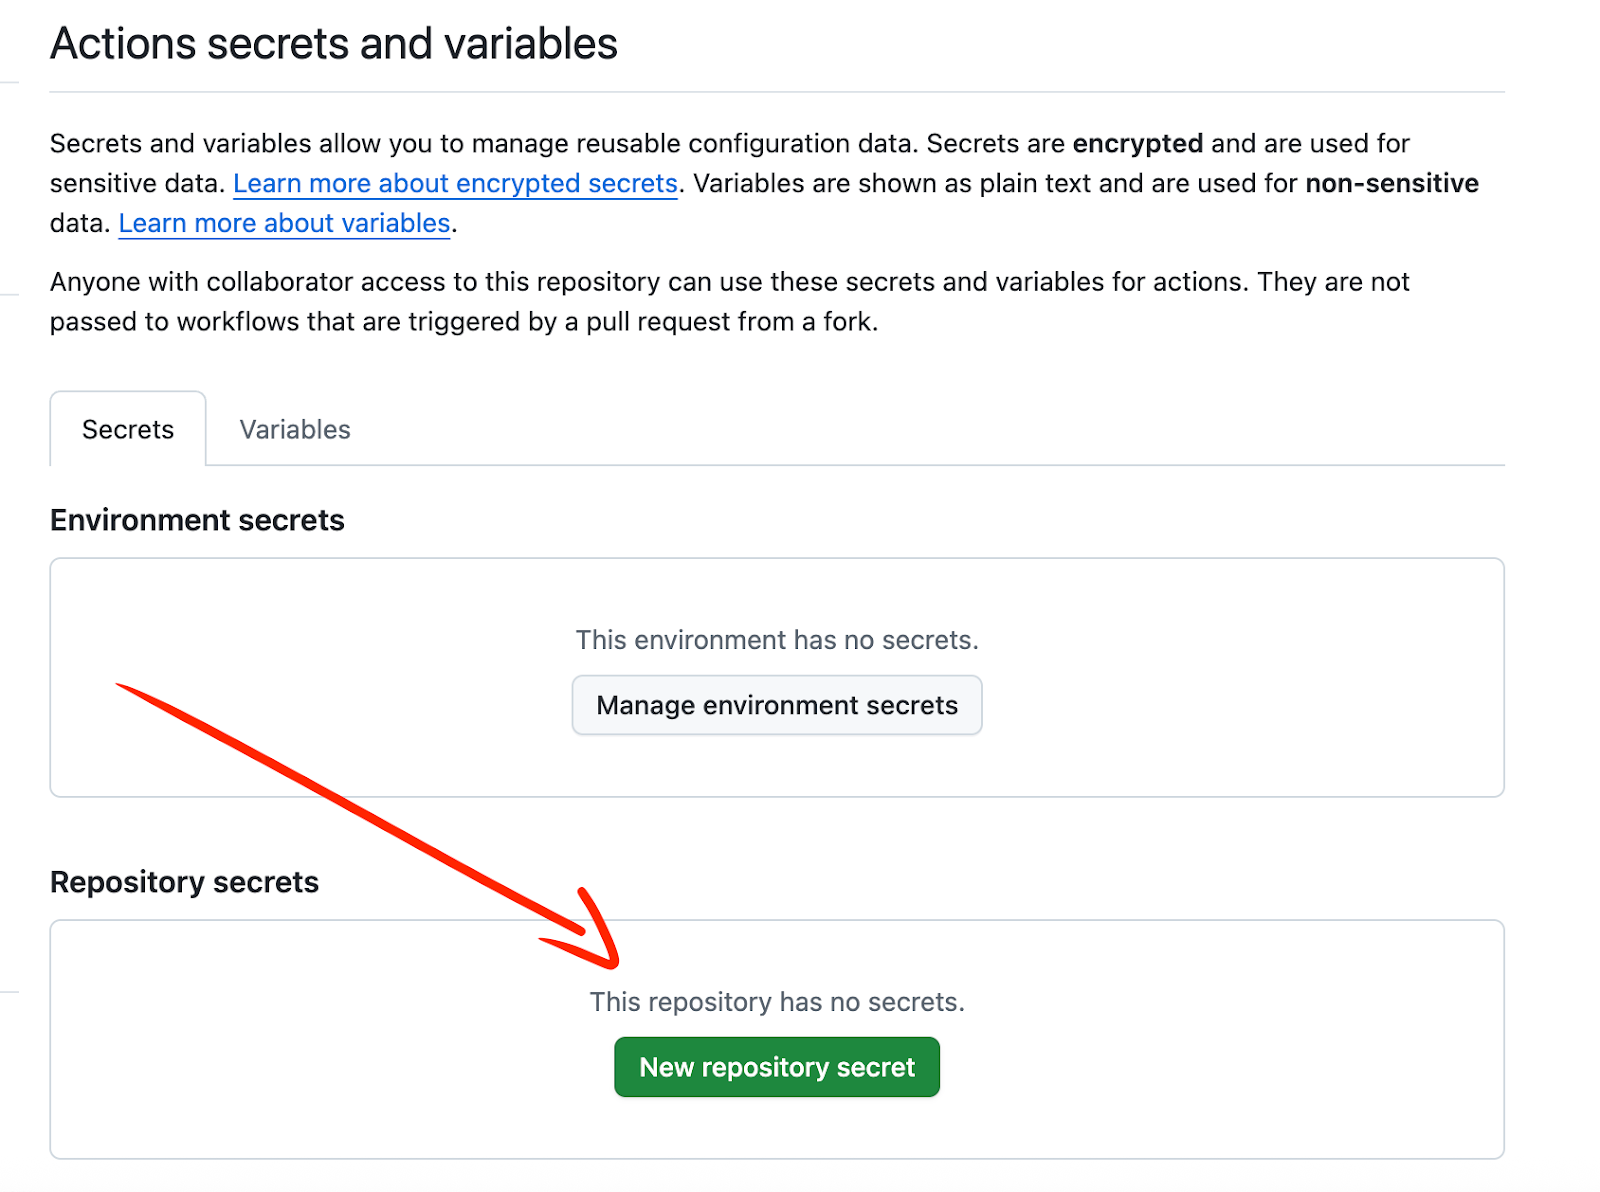 Actions secrets and variables
Secrets and variables allow you to manage reusable configuration data. Secrets are encrypted and are used for
sensitive data. Learn more about encrypted secrets. Variables are shown as plain text and are used for non-sensitive
data. Learn more about variables.
Anyone with collaborator access to this repository can use these secrets and variables for actions. They are not
passed to workflows that are triggered by a pull request from a fork.
Secrets
Variables
Environment secrets
This environment has no secrets.
Manage environment secrets
Repository secrets
This repository has no secrets.
New repository secret